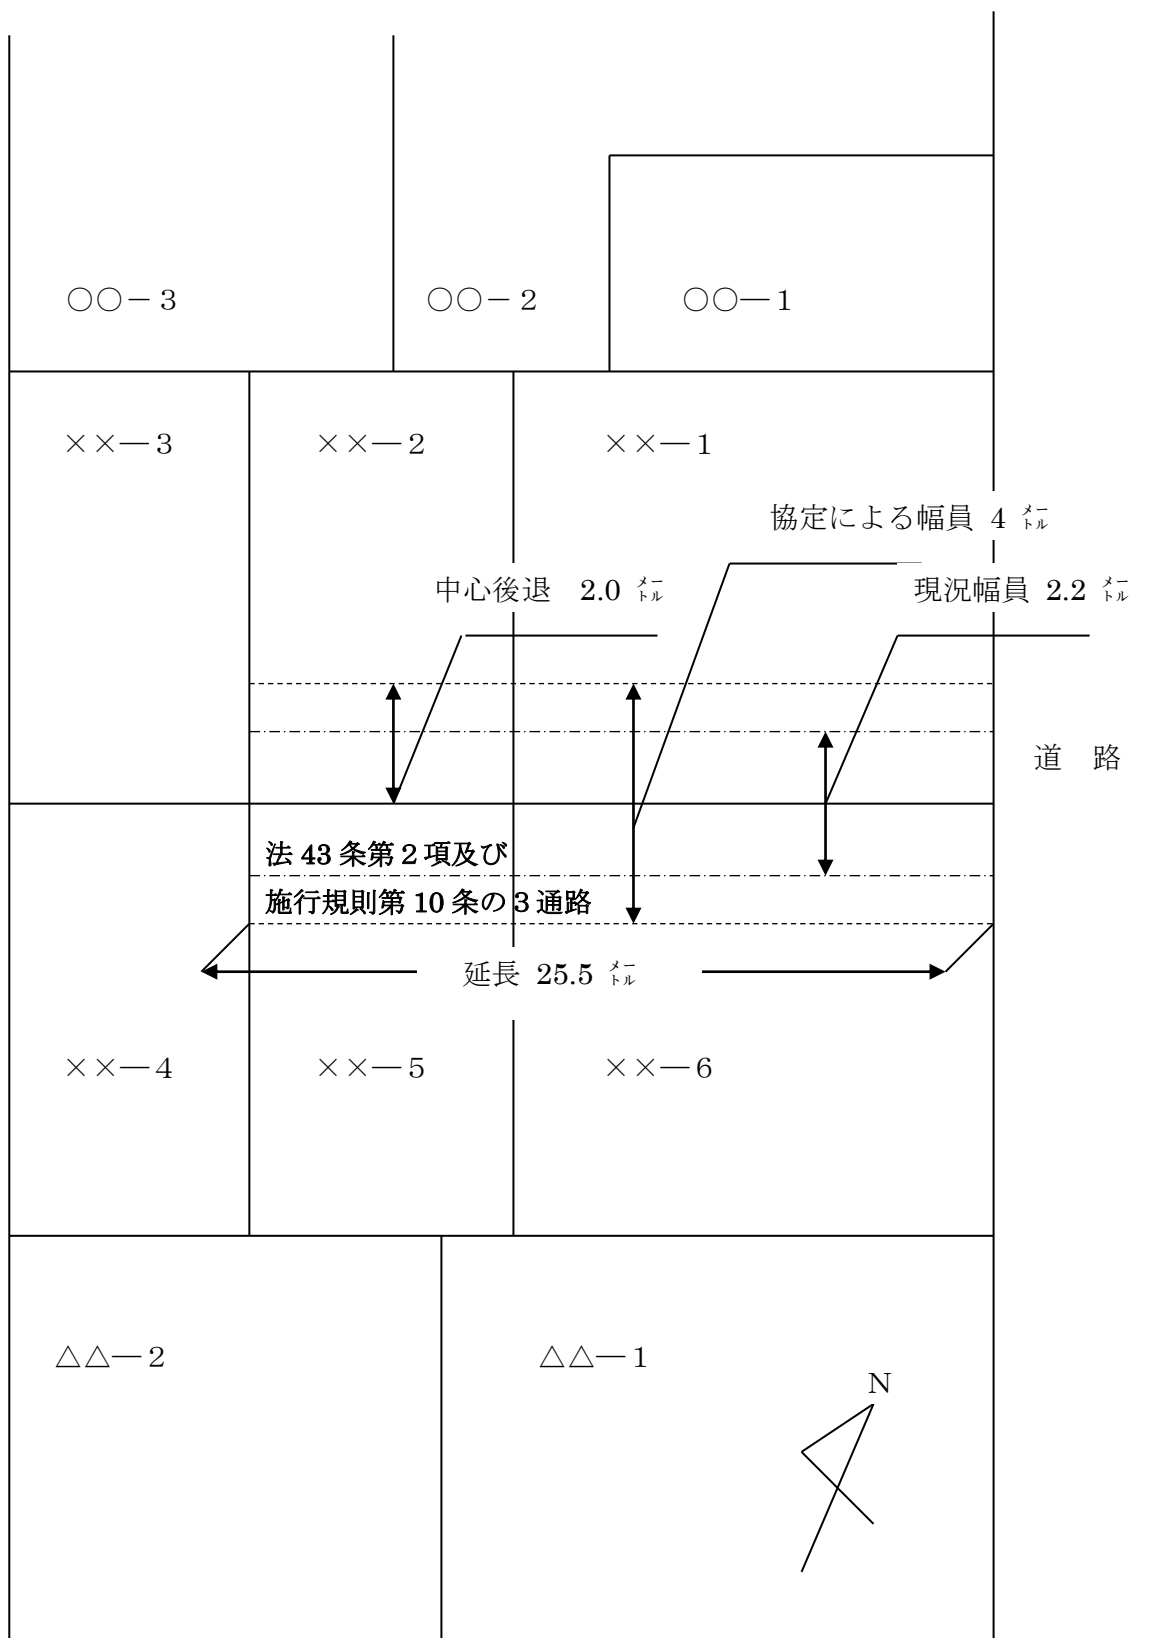 ○○－３
○○－２
○○―１
××―３
××―２
××―１
協定による幅員 4 ㍍
中心後退　2.0 ㍍
現況幅員 2.2 ㍍
道　路
法 43 条第２項及び
施行規則第 10 条の３通路
延長 25.5 ㍍
××―４
××―５
××―６
△△―２
△△―１
N